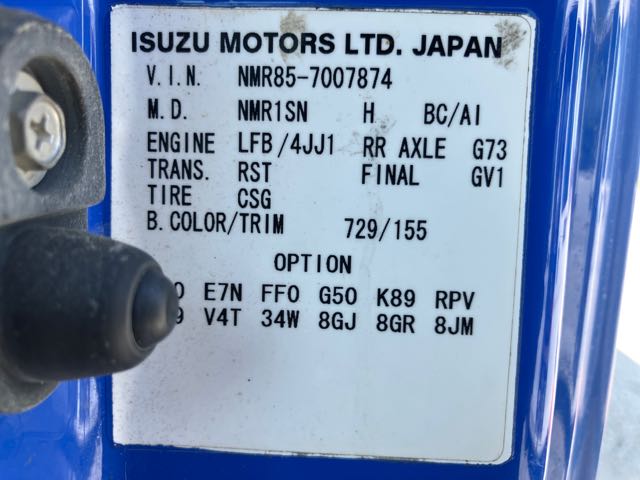 ISUZU MOTORS LTD. JAPAN
V.I.N. NMR85-7007874
M.D. NMR1SN H BC/AI
ENGINE LFB/4JJ1 RR AXLE G73
TRANS. RST FINAL GV1
TIRE CSG
B.COLOR/TRIM 729/155
OPTION
E7N FF0 G50 K89 RPV
V4T 34W 8GJ 8GR 8JM